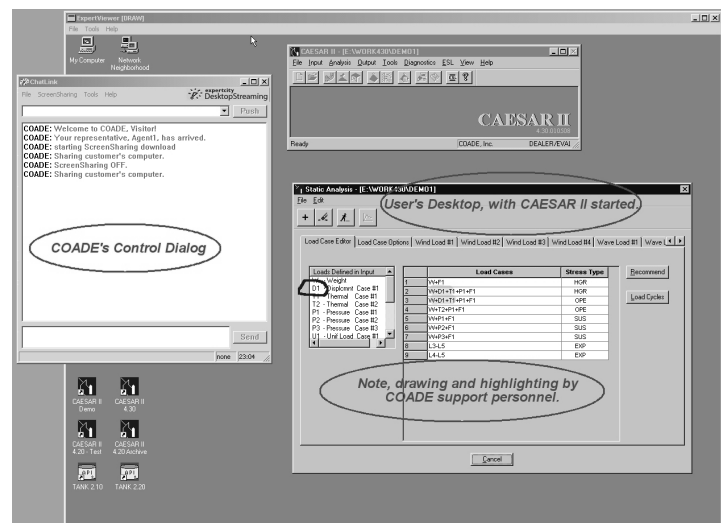 ExpertViewer [DRAW]
File Tools Help
My Computer
Network Neighborhood
ChatLink
File ScreenSharing Tools Help
expertcity
DesktopStreaming
Push
COADE: Welcome to COADE, Visitor!
COADE: Your representative, Agent1, has arrived.
COADE: starting ScreenSharing download
COADE: Sharing customer's computer.
COADE: ScreenSharing OFF.
COADE: Sharing customer's computer.
COADE's Control Dialog
Send
none 23:04
CAESAR II - [E:\WORK430\DEMO1]
File Input Analysis Output Tools Diagnostics ESL View Help
CAESAR II
4.30.010508
Ready COADE, Inc. DEALER/EVAL
Static Analysis - [E:\WORK430\DEMO1]
File Edit
User's Desktop, with CAESAR II started.
Load Case Editor Load Case Options Wind Load #1 Wind Load #2 Wind Load #3 Wind Load #4 Wave Load #1 Wave L
Loads Defined in Input
W - Weight
D1 - Displcmnt Case #1
T1 - Thermal Case #1
T2 - Thermal Case #2
P1 - Pressure Case #1
P2 - Pressure Case #2
P3 - Pressure Case #3
U1 - Unif Load Case #1
Load Cases Stress Type
1 W+F1 HGR
2 W+D1+T1+P1+F1 HGR
3 W+D1+T1+P1+F1 OPE
4 W+T2+P1+F1 OPE
5 W+P1+F1 SUS
6 W+P2+F1 SUS
7 W+P3+F1 SUS
8 L3-L5 EXP
9 L4-L5 EXP
Recommend
Load Cycles
Note, drawing and highlighting by
COADE support personnel.
Cancel
CAESAR II Demo
CAESAR II 4.30
CAESAR II 4.20 - Test
CAESAR II 4.20 Archive
TANK 2.10
TANK 2.20